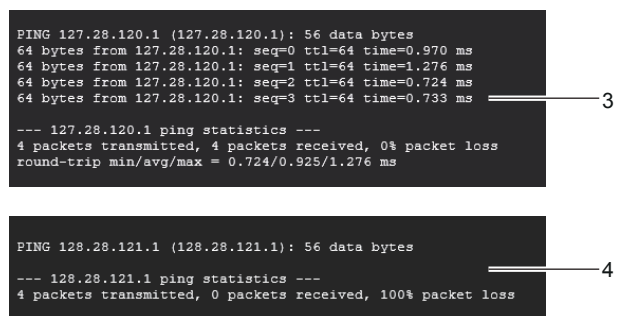 PING 127.28.120.1 (127.28.120.1): 56 data bytes
64 bytes from 127.28.120.1: seq=0 ttl=64 time=0.970 ms
64 bytes from 127.28.120.1: seq=1 ttl=64 time=1.276 ms
64 bytes from 127.28.120.1: seq=2 ttl=64 time=0.724 ms
64 bytes from 127.28.120.1: seq=3 ttl=64 time=0.733 ms
3
--- 127.28.120.1 ping statistics ---
4 packets transmitted, 4 packets received, 0% packet loss
round-trip min/avg/max = 0.724/0.925/1.276 ms
PING 128.28.121.1 (128.28.121.1): 56 data bytes
4
--- 128.28.121.1 ping statistics ---
4 packets transmitted, 0 packets received, 100% packet loss